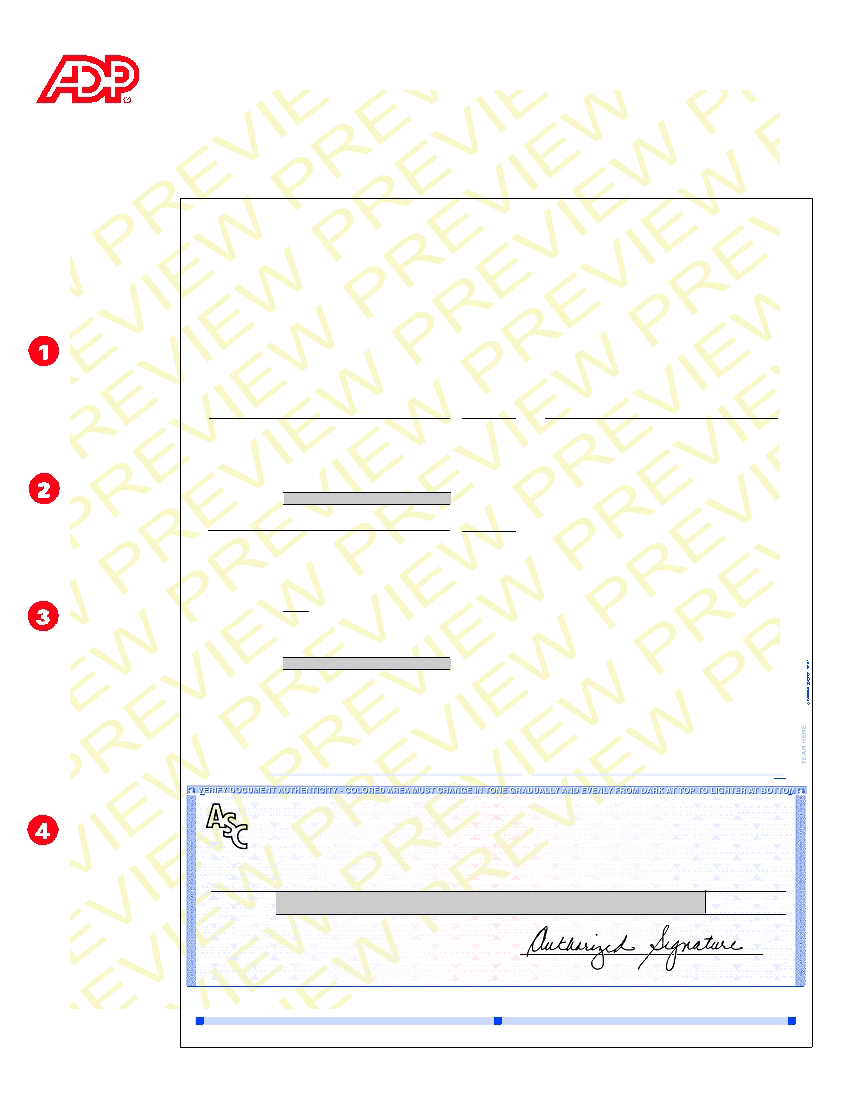 ADP
PREVIEW PREVIEW PREVIEW
1
2
3
TEAR HERE
VERIFY DOCUMENT AUTHENTICITY - COLORED AREA MUST CHANGE IN TONE GRADUALLY AND EVENLY FROM DARK AT TOP TO LIGHTER AT BOTTOM
ASC
4
Authorized Signature